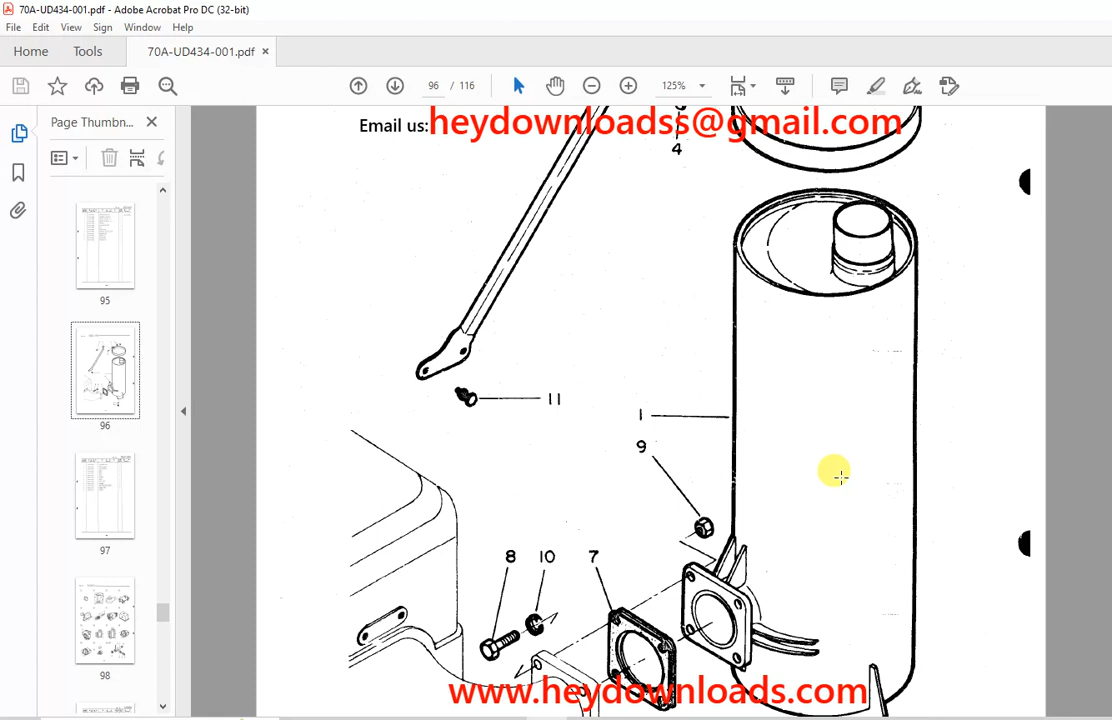 70A-UD434-001.pdf - Adobe Acrobat Pro DC (32-bit)
File Edit View Sign Window Help
Home Tools 70A-UD434-001.pdf ×
96 / 116 125%
Page Thumbn...
Email us:heydownloadss@gmail.com
4
95
96
11
1
9
97
8 10 7
98
www.heydownloads.com